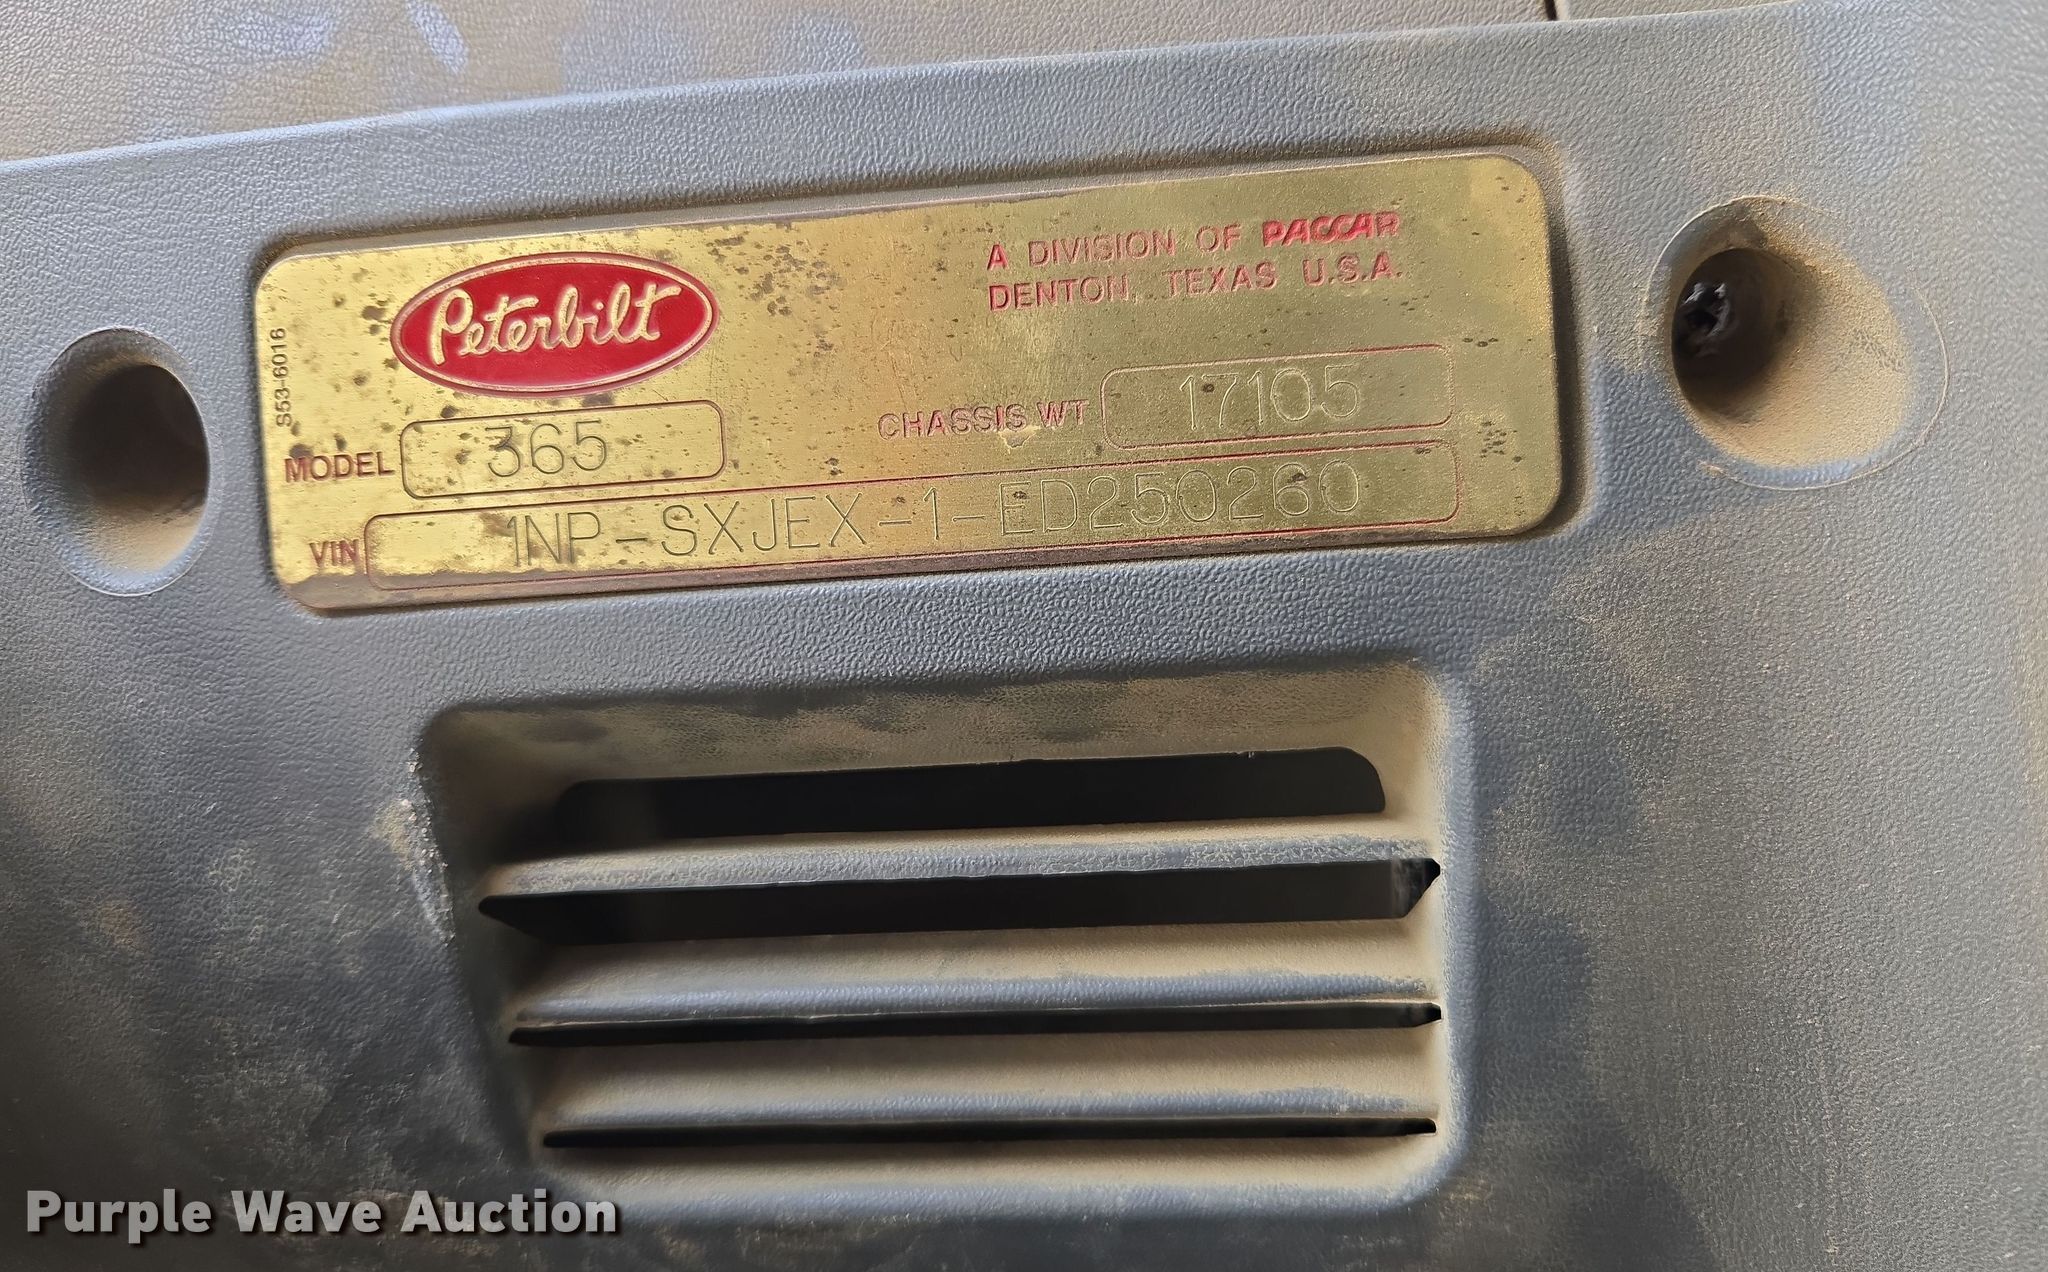 Peterbilt
A DIVISION OF PACCAR
DENTON, TEXAS U.S.A.
S53-6016
MODEL 365
CHASSIS WT 17105
VIN 1NP-SXJEX-1-ED250260
Purple Wave Auction